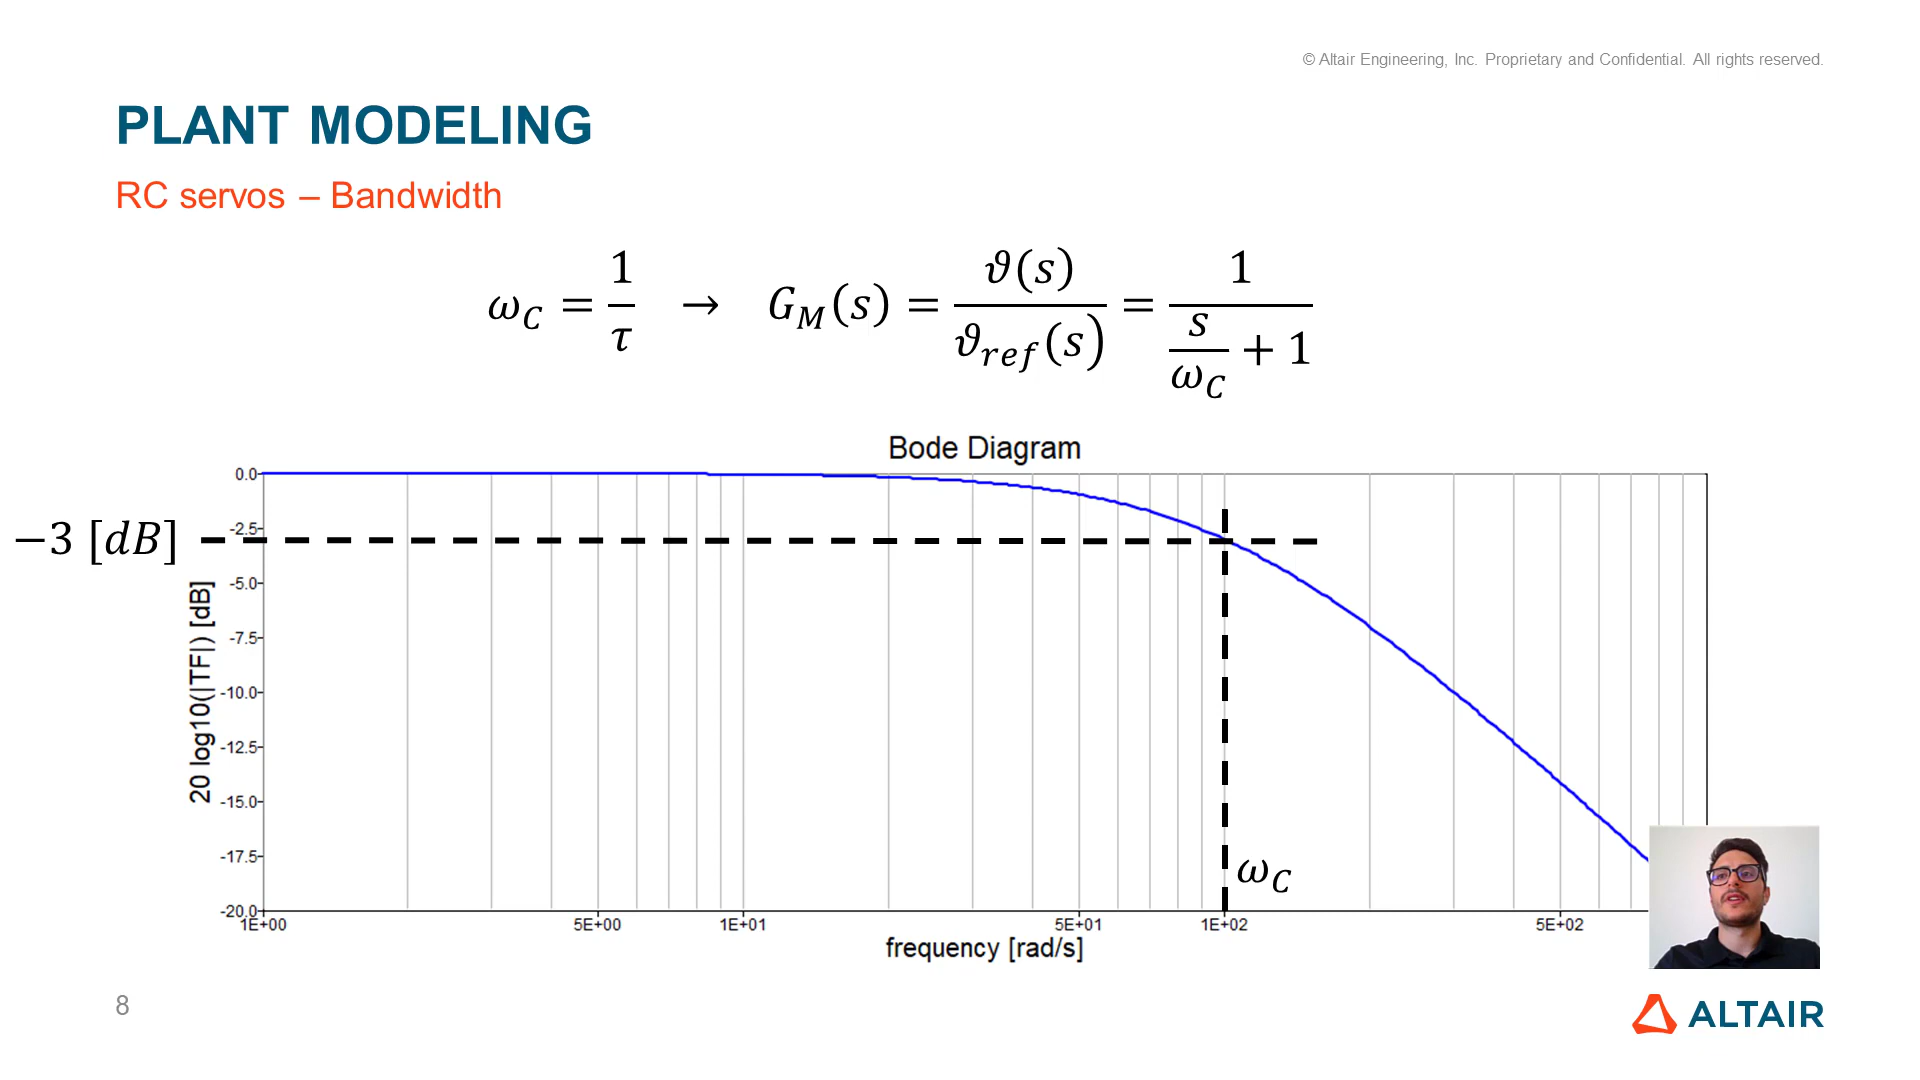 © Altair Engineering, Inc. Proprietary and Confidential. All rights reserved.
PLANT MODELING
RC servos – Bandwidth
ω_C = 1/τ → G_M(s) = ϑ(s)/ϑ_ref(s) = 1/(s/ω_C + 1)
Bode Diagram
0.0
−3 [dB]
-2.5
-5.0
-7.5
-10.0
-12.5
-15.0
-17.5
-20.0
20 log10(|TF|) [dB]
ω_C
1E+00 5E+00 1E+01 5E+01 1E+02 5E+02
frequency [rad/s]
8
ALTAIR